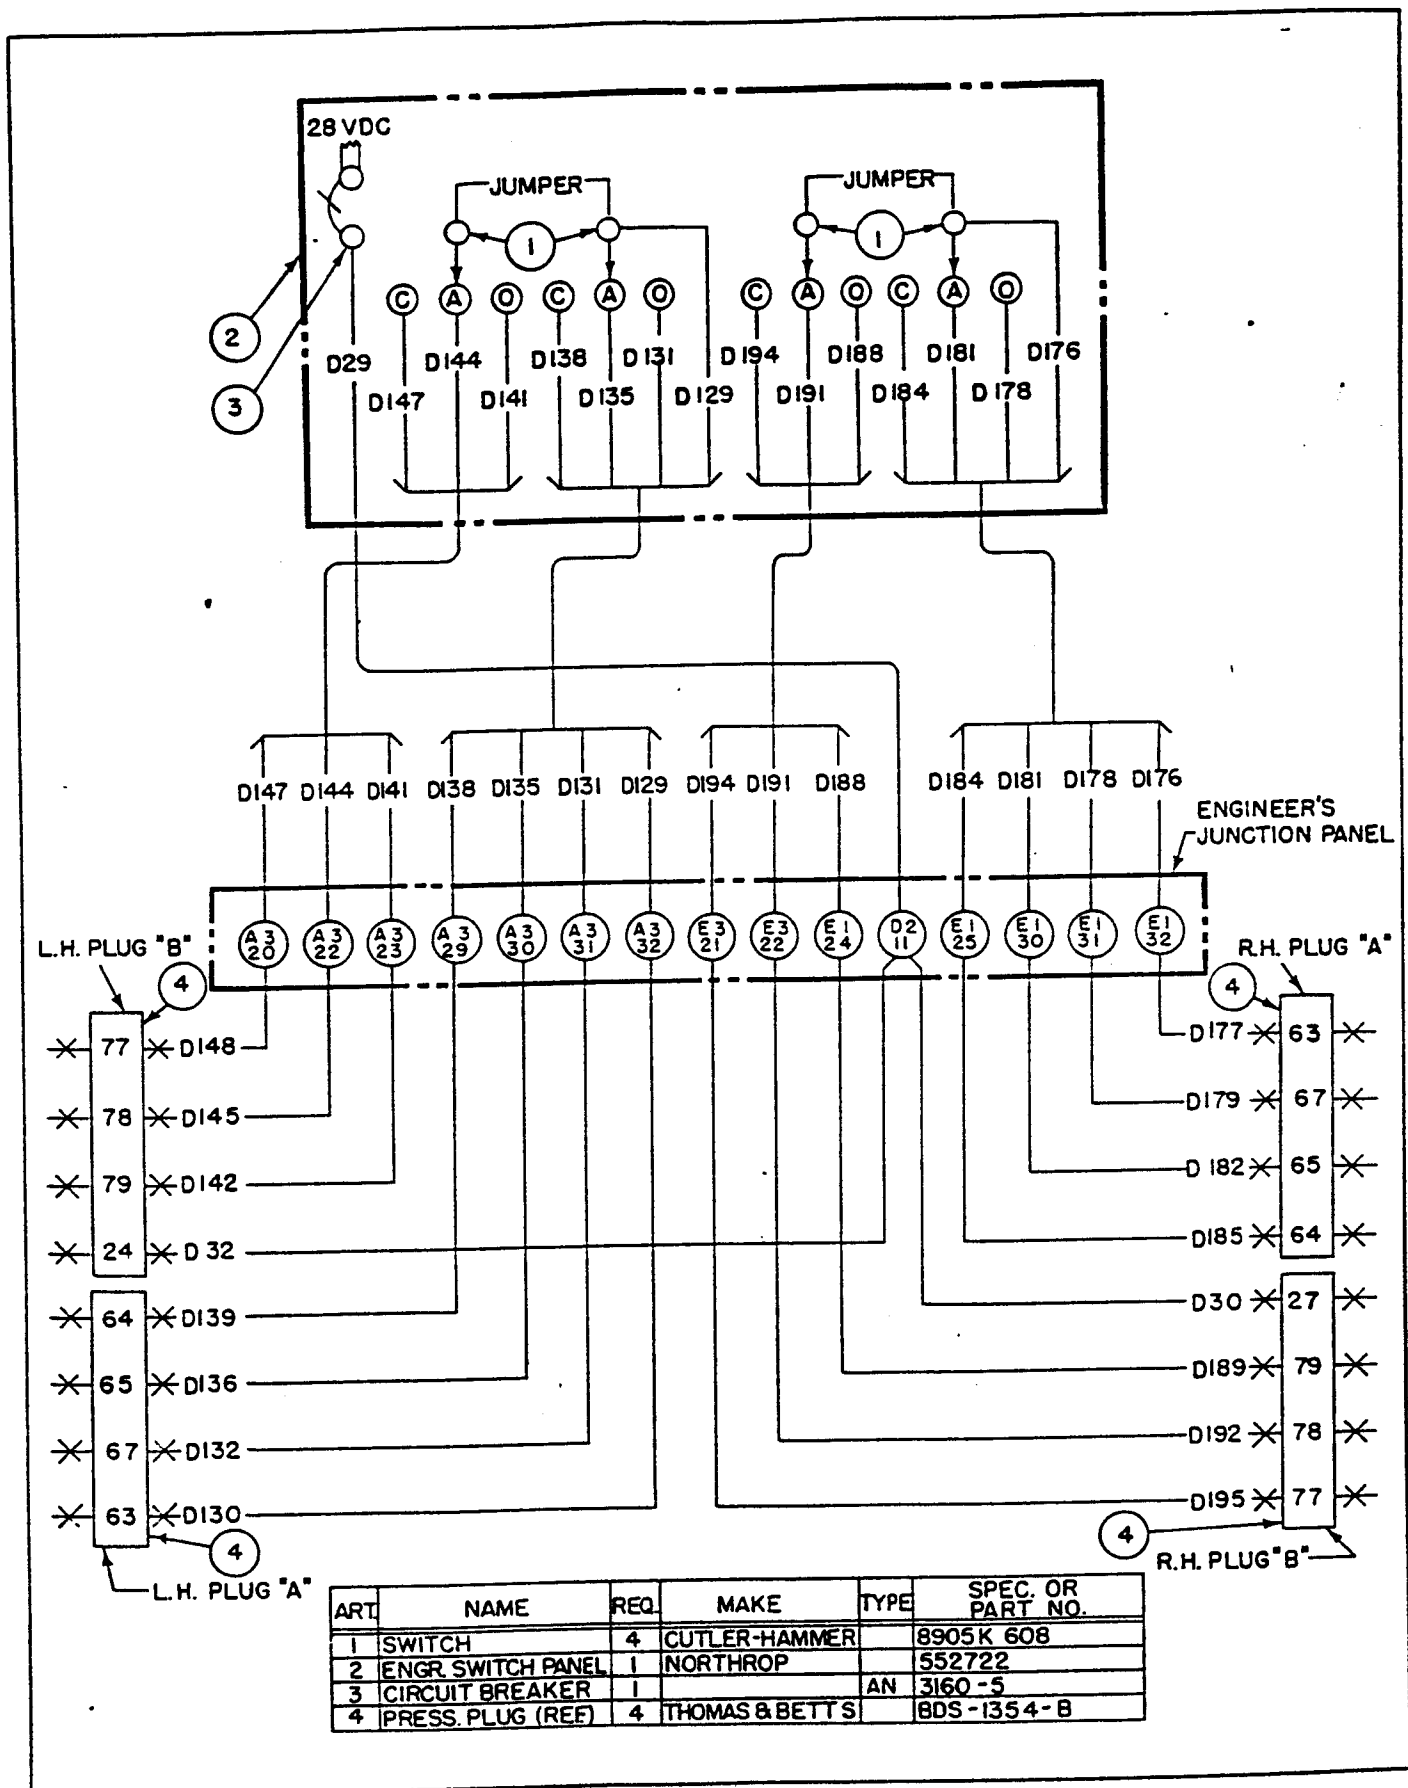 28 VDC
JUMPER
JUMPER
1
1
C A O C A O C A O C A O
2
3
D29
D144
D138
D131
D194
D188
D181
D176
D147
D141
D135
D129
D191
D184
D178
D147 D144 D141 D138 D135 D131 D129 D194 D191 D188 D184 D181 D178 D176
ENGINEER'S
JUNCTION PANEL
A3 A3 A3 A3 A3 A3 A3 E3 E3 E1 D2 E1 E1 E1 E1
20 22 23 29 30 31 32 21 22 24 11 25 30 31 32
L.H. PLUG "B"
4
R.H. PLUG "A"
4
77 D148
D177 63
78 D145
D179 67
79 D142
D182 65
24 D32
D185 64
64 D139
D30 27
65 D136
D189 79
67 D132
D192 78
63 D130
D195 77
4
L.H. PLUG "A"
4
R.H. PLUG "B"
ART. NAME REQ. MAKE TYPE SPEC. OR PART NO.
1 SWITCH 4 CUTLER-HAMMER 8905K 608
2 ENGR. SWITCH PANEL 1 NORTHROP 552722
3 CIRCUIT BREAKER 1 AN 3160-5
4 PRESS. PLUG (REF.) 4 THOMAS & BETTS BDS-1354-B